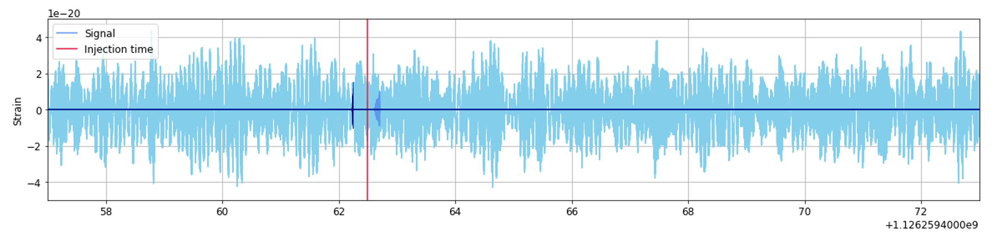 1e−20
Signal
Injection time
Strain
4
2
0
−2
−4
58 60 62 64 66 68 70 72
+1.1262594000e9